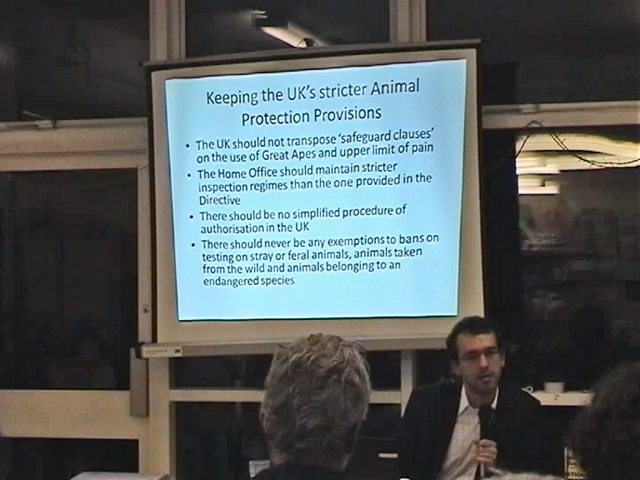 Keeping the UK's stricter Animal
Protection Provisions
• The UK should not transpose 'safeguard clauses'
on the use of Great Apes and upper limit of pain
• The Home Office should maintain stricter
inspection regimes than the one provided in the
Directive
• There should be no simplified procedure of
authorisation in the UK
• There should never be any exemptions to bans on
testing on stray or feral animals, animals taken
from the wild and animals belonging to an
endangered species